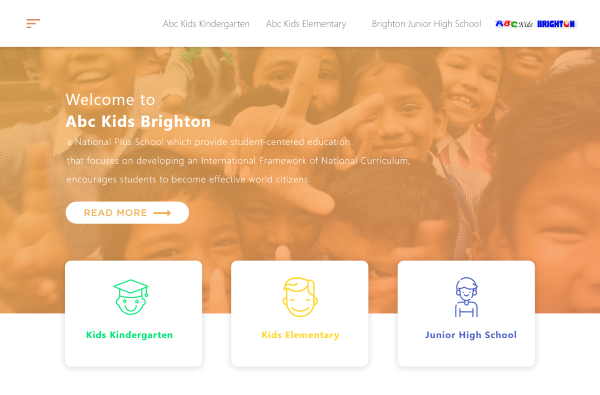 Abc Kids Kindergarten Abc Kids Elementary Brighton Junior High School Abc Kids BRIGHTON
Welcome to
Abc Kids Brighton
a National Plus School which provide student-centered education
that focuses on developing an International Framework of National Curriculum,
encourages students to become effective world citizens
READ MORE
Kids Kindergarten Kids Elementary Junior High School